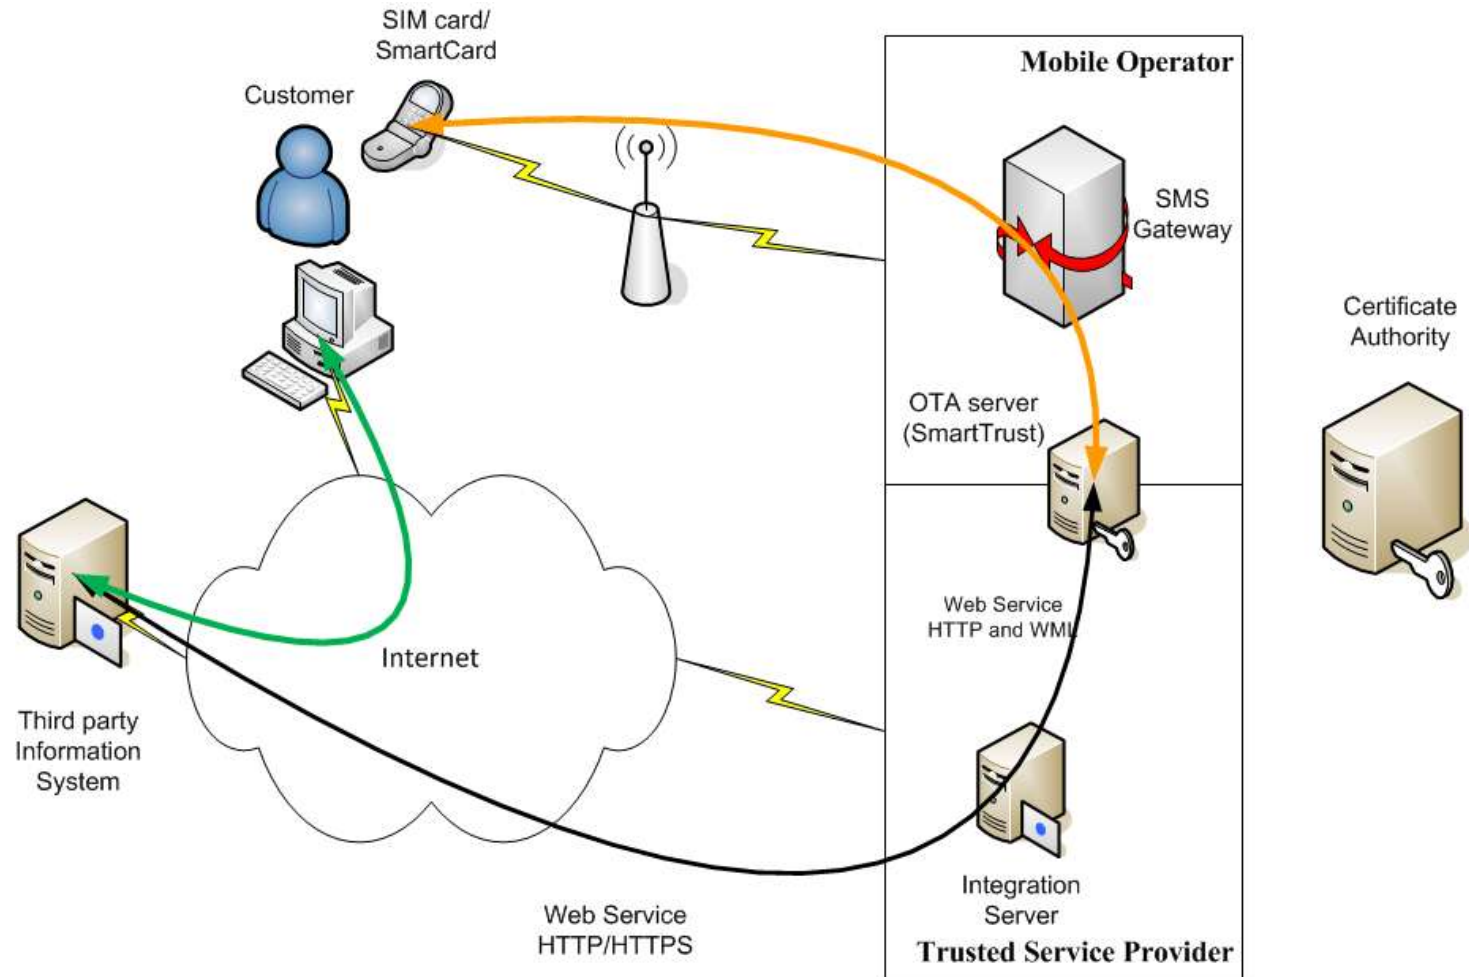 SIM card/
SmartCard
Customer
Mobile Operator
SMS
Gateway
Certificate
Authority
OTA server
(SmartTrust)
Web Service
HTTP and WML
Internet
Third party
Information
System
Integration
Server
Web Service
HTTP/HTTPS
Trusted Service Provider